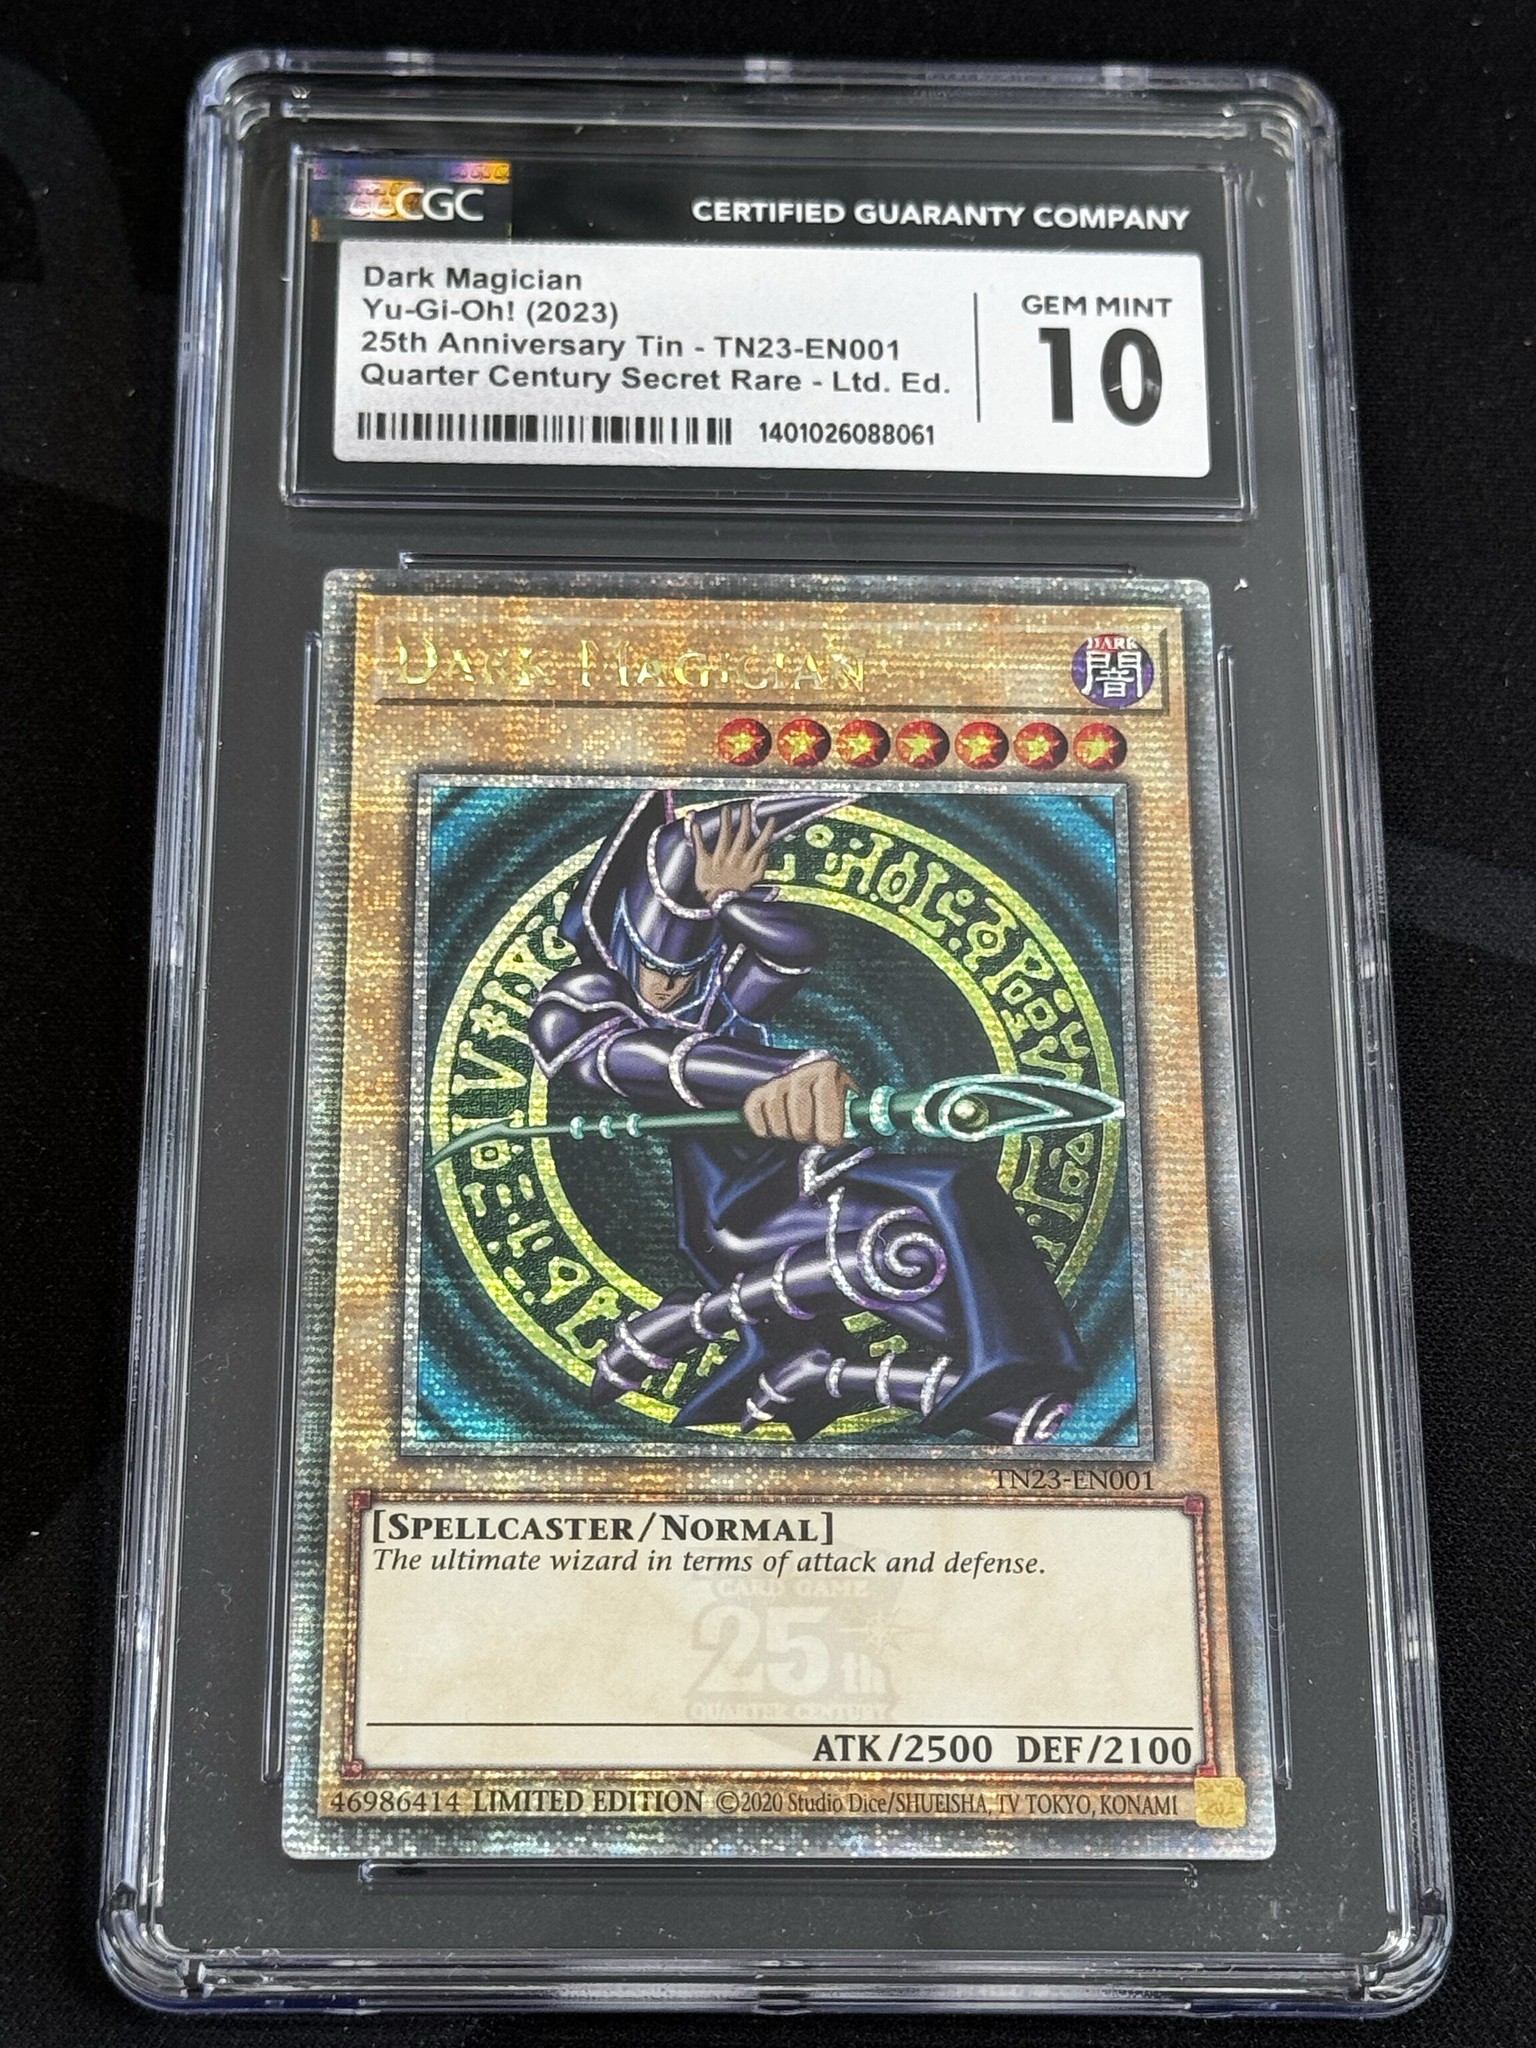 CGC
CERTIFIED GUARANTY COMPANY
Dark Magician
Yu-Gi-Oh! (2023)
25th Anniversary Tin - TN23-EN001
Quarter Century Secret Rare - Ltd. Ed.
1401026088061
GEM MINT
10
DARK MAGICIAN
DARK
闇
TN23-EN001
[SPELLCASTER/NORMAL]
The ultimate wizard in terms of attack and defense.
CARD GAME
25th
QUARTER CENTURY
ATK/2500 DEF/2100
46986414 LIMITED EDITION ©2020 Studio Dice/SHUEISHA, TV TOKYO, KONAMI